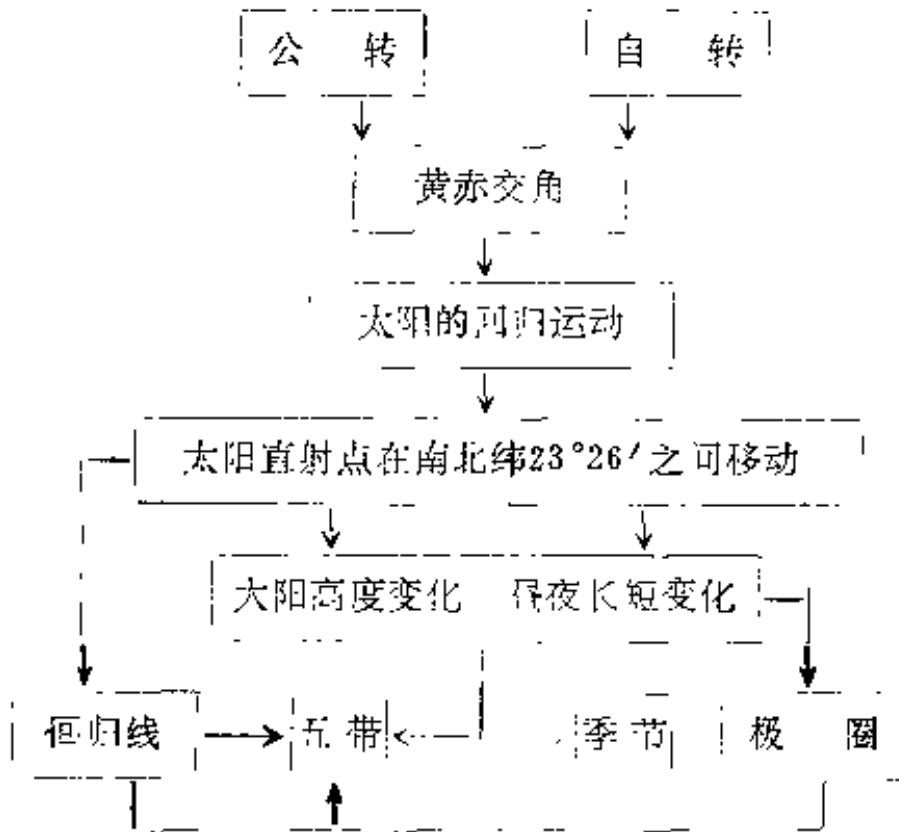 公 转 自 转
黄赤交角
太阳的回归运动
太阳直射点在南北纬23°26′之间移动
太阳高度变化 昼夜长短变化
回归线 五带 季节 极 圈